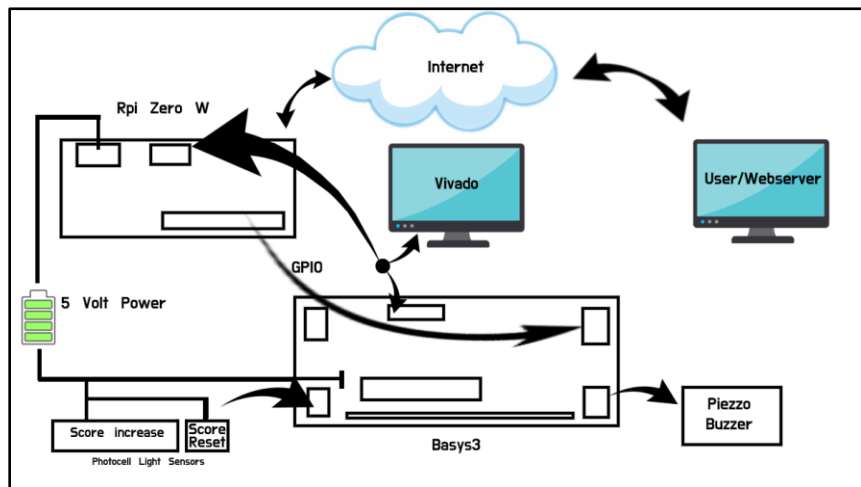 Internet
Rpi Zero W
Vivado
User/Webserver
GPIO
5 Volt Power
Score increase
Score
Reset
Photocell Light Sensors
Basys3
Piezzo
Buzzer